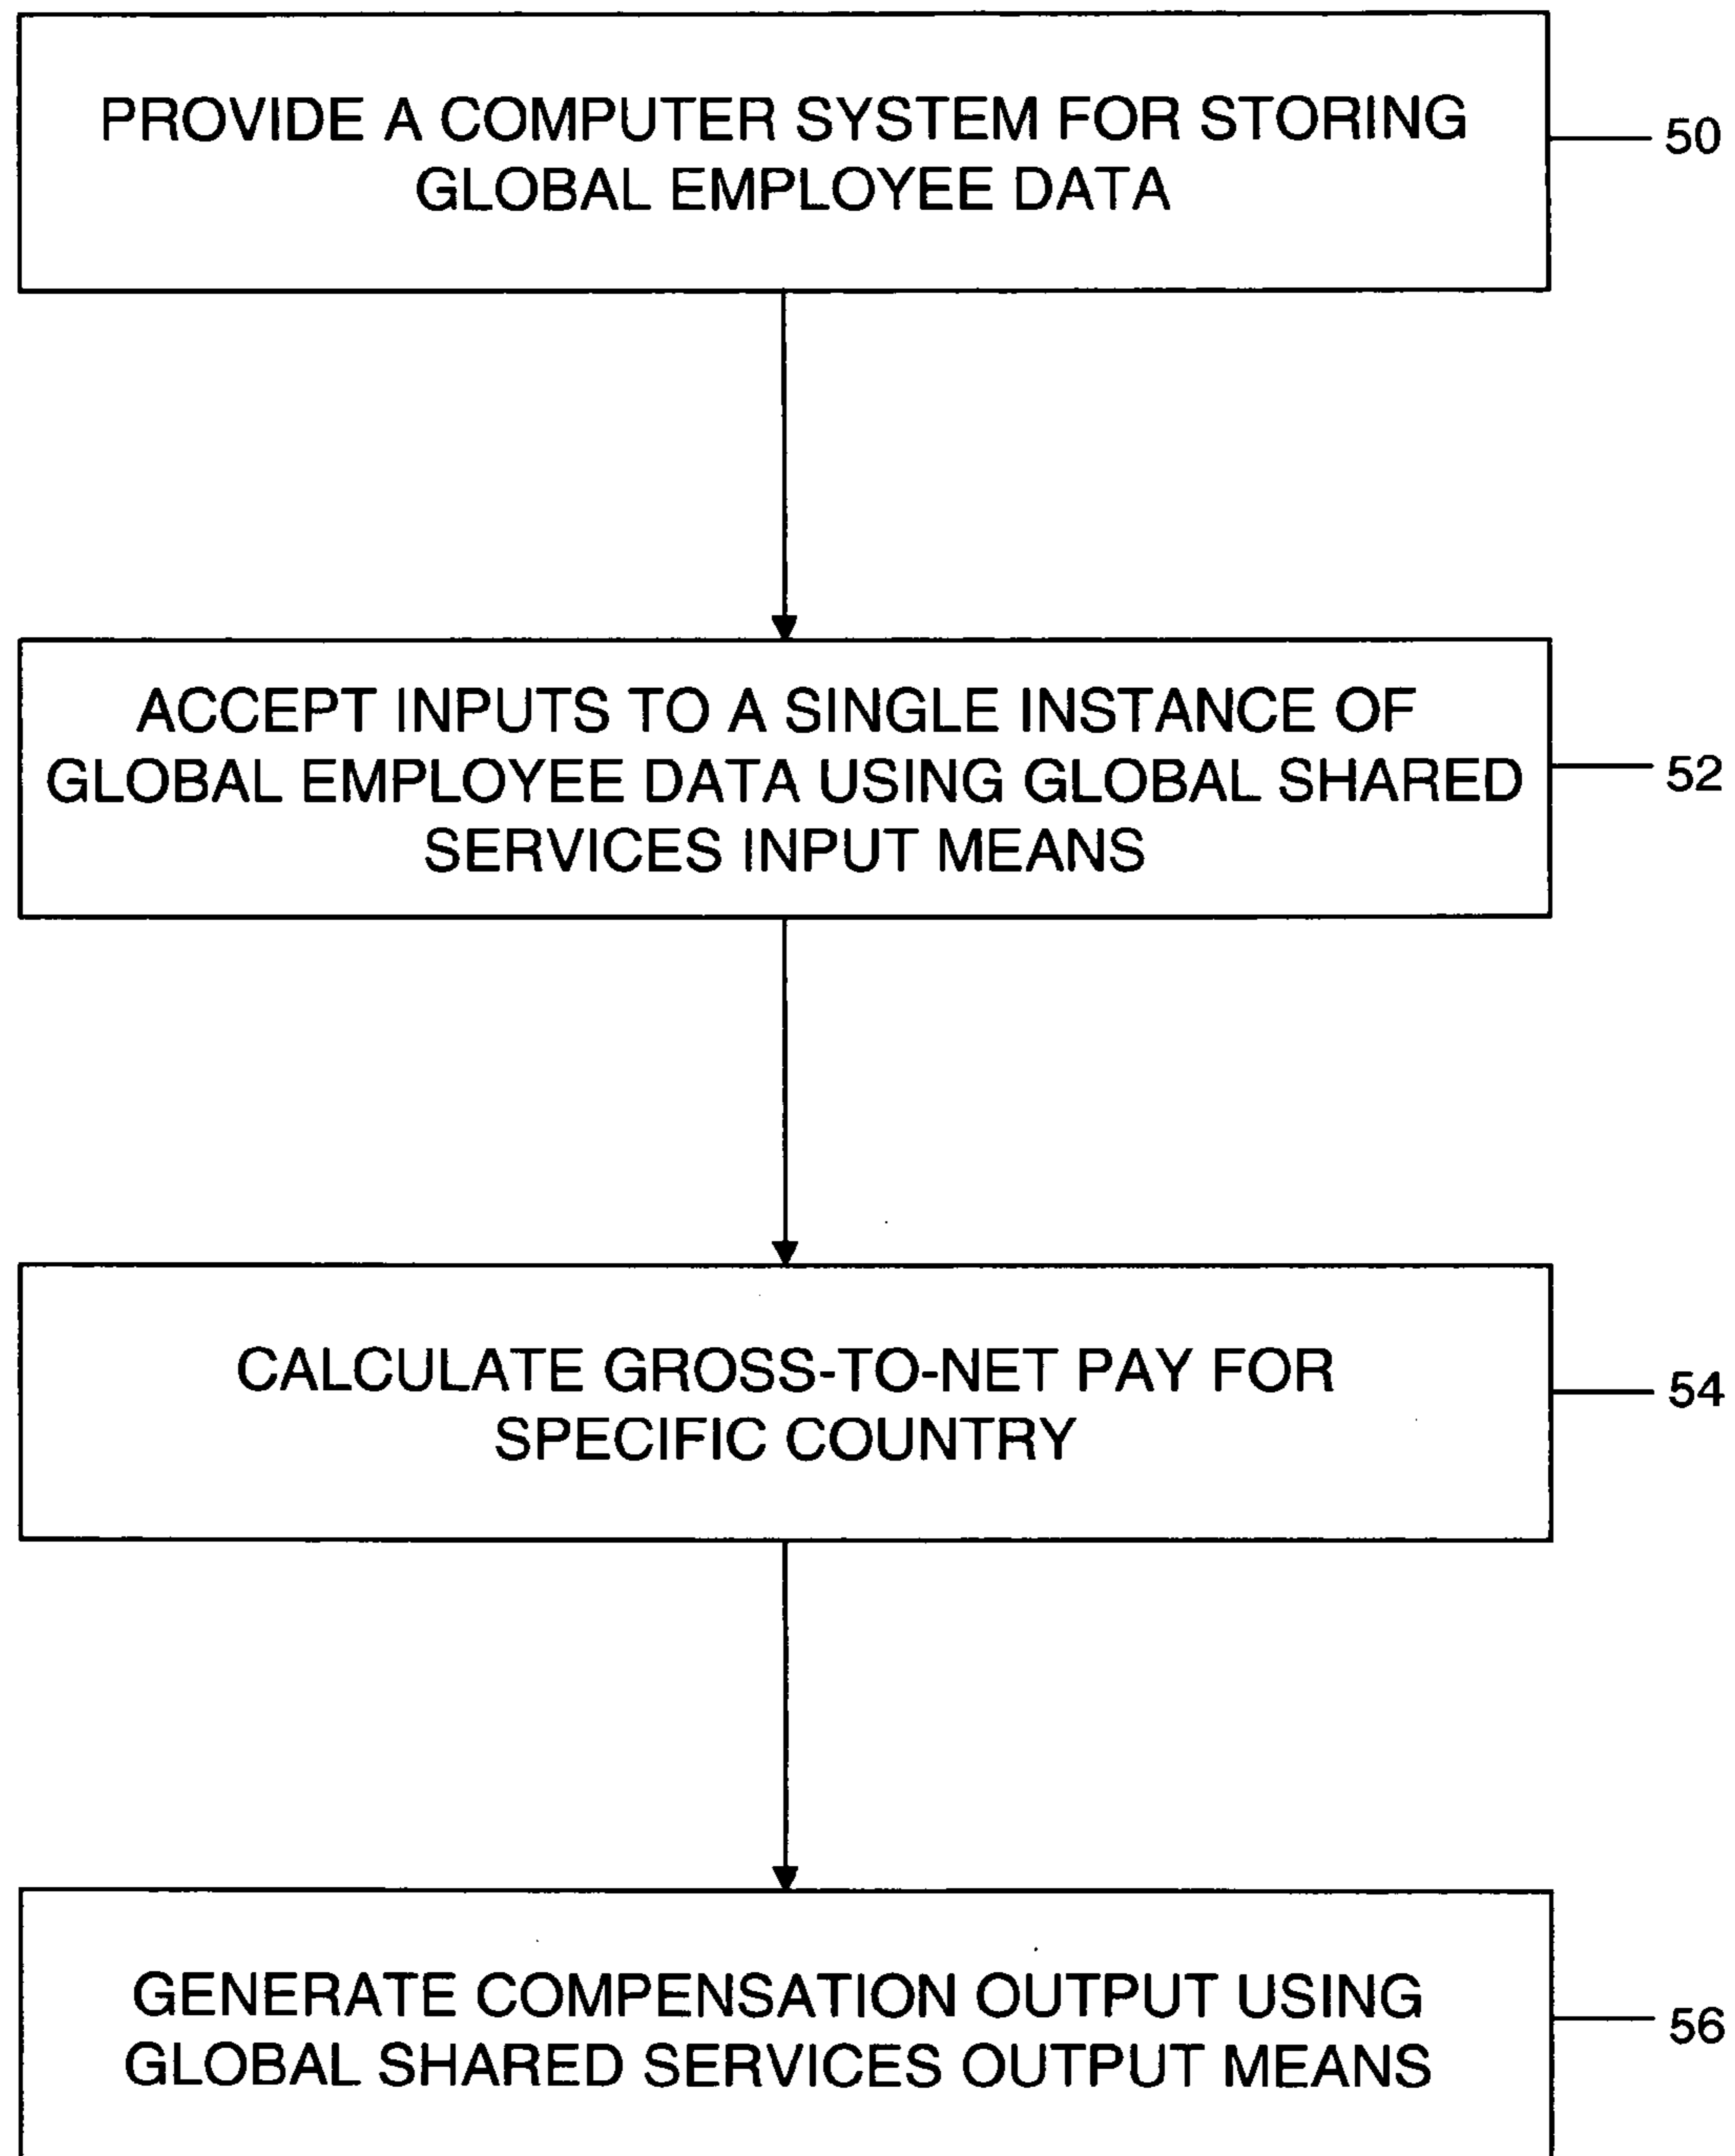 PROVIDE A COMPUTER SYSTEM FOR STORING
GLOBAL EMPLOYEE DATA
50
ACCEPT INPUTS TO A SINGLE INSTANCE OF
GLOBAL EMPLOYEE DATA USING GLOBAL SHARED
SERVICES INPUT MEANS
52
CALCULATE GROSS-TO-NET PAY FOR
SPECIFIC COUNTRY
54
GENERATE COMPENSATION OUTPUT USING
GLOBAL SHARED SERVICES OUTPUT MEANS
56